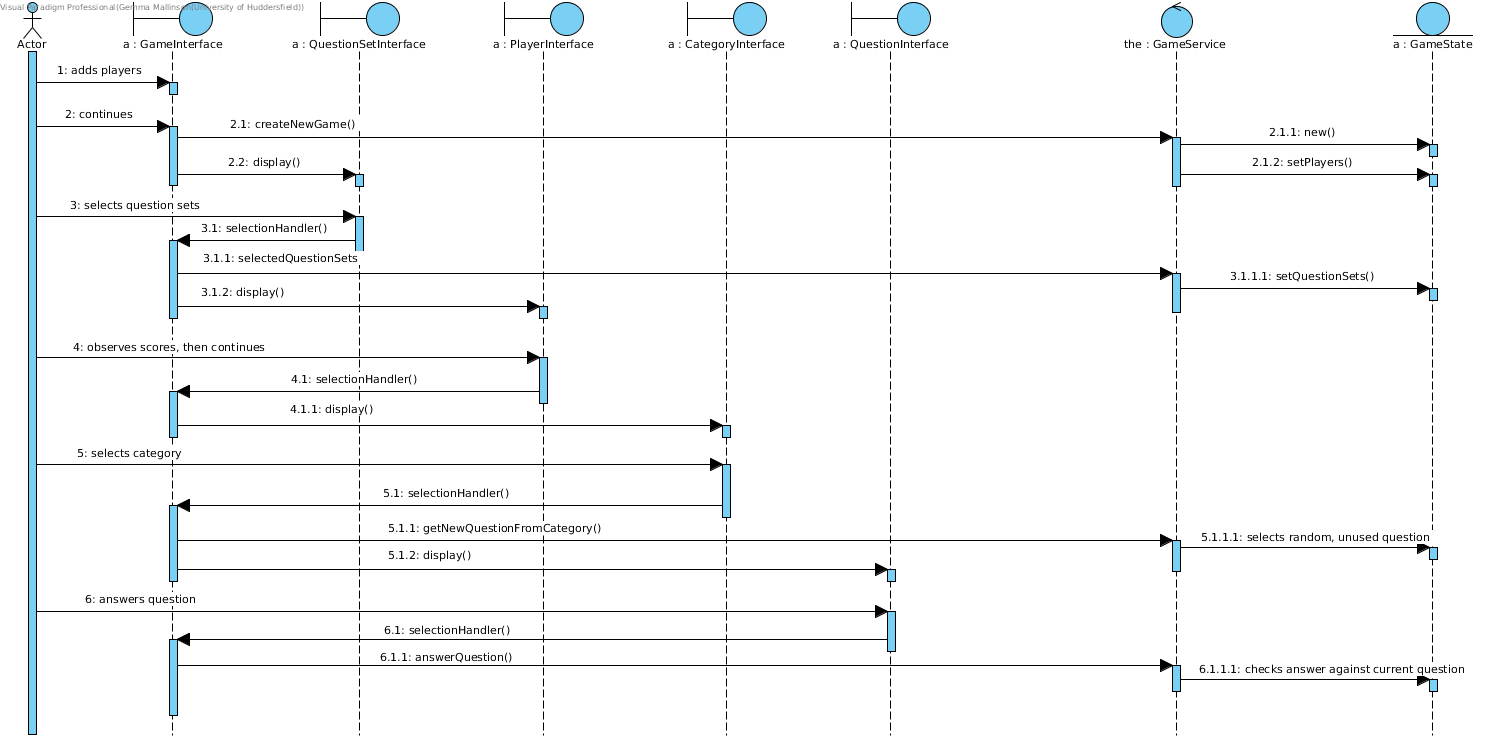 Visual Paradigm Professional(Gemma Mallinson(University of Huddersfield))
Actor
a : GameInterface
a : QuestionSetInterface
a : PlayerInterface
a : CategoryInterface
a : QuestionInterface
the : GameService
a : GameState
1: adds players
2: continues
2.1: createNewGame()
2.1.1: new()
2.2: display()
2.1.2: setPlayers()
3: selects question sets
3.1: selectionHandler()
3.1.1: selectedQuestionSets
3.1.1.1: setQuestionSets()
3.1.2: display()
4: observes scores, then continues
4.1: selectionHandler()
4.1.1: display()
5: selects category
5.1: selectionHandler()
5.1.1: getNewQuestionFromCategory()
5.1.1.1: selects random, unused question
5.1.2: display()
6: answers question
6.1: selectionHandler()
6.1.1: answerQuestion()
6.1.1.1: checks answer against current question